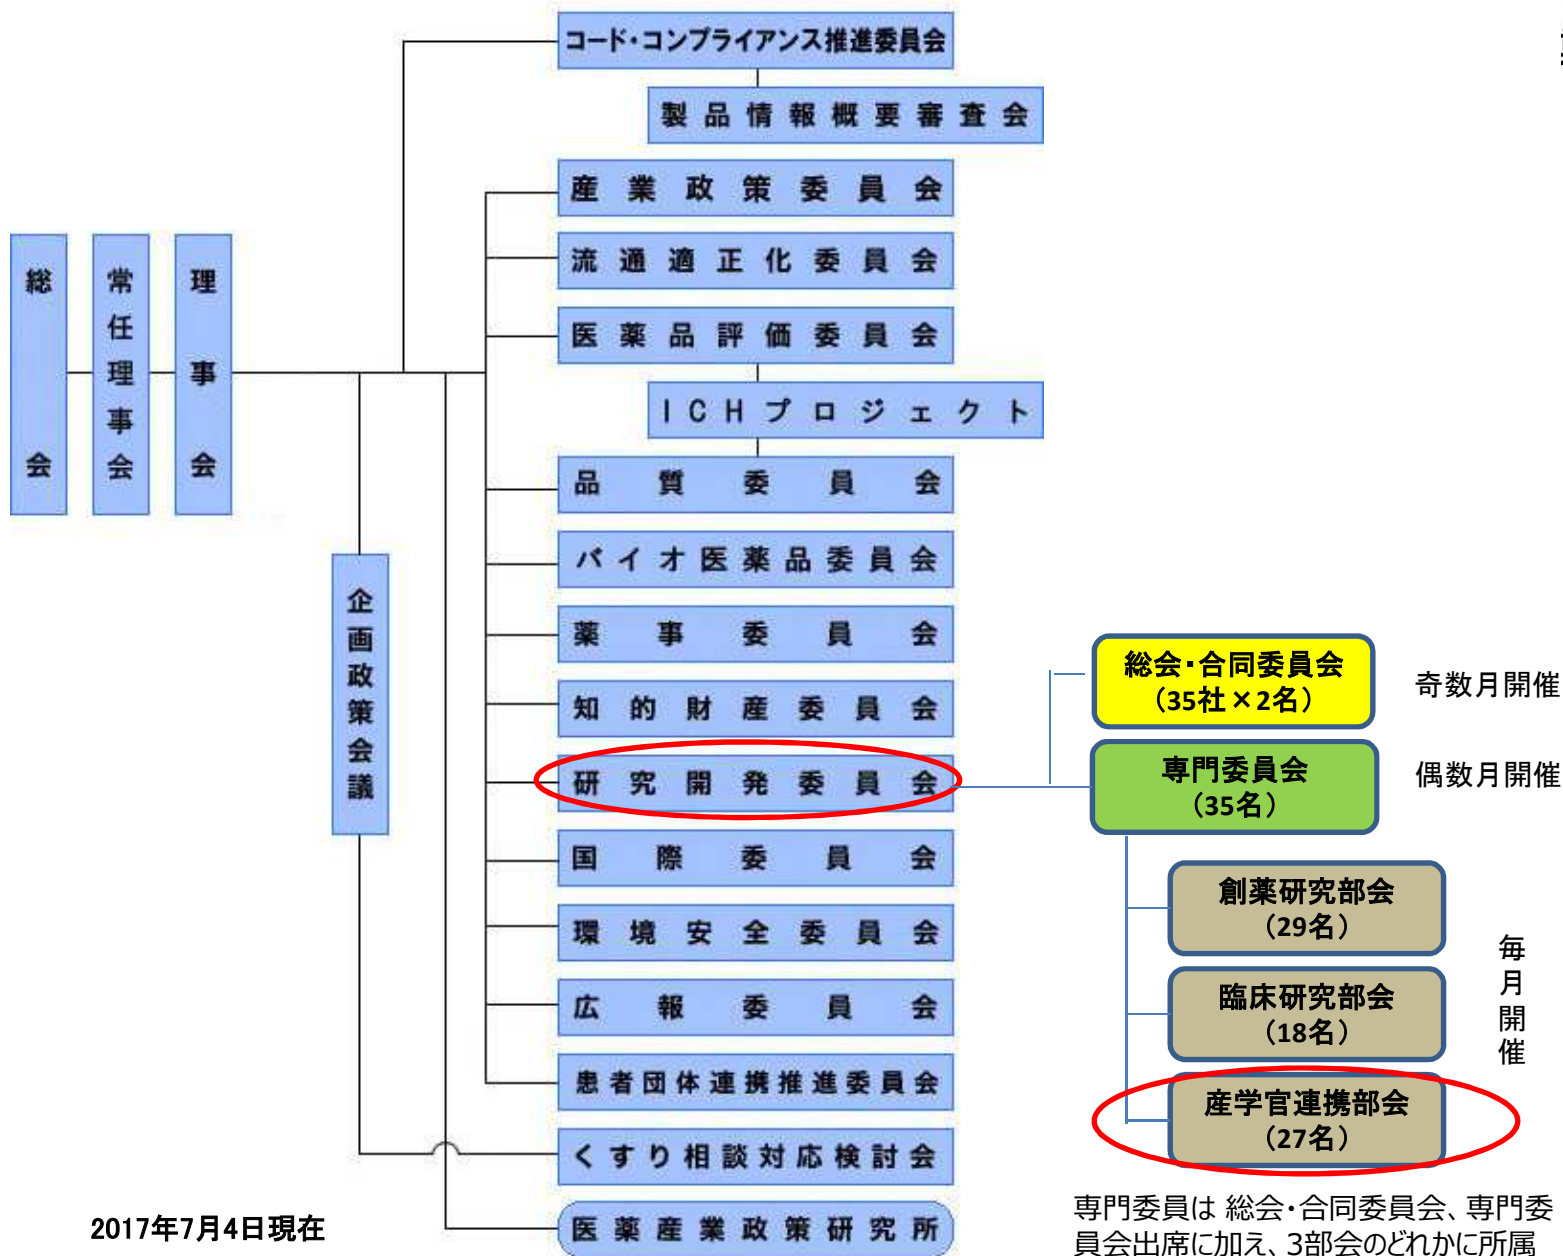 コード・コンプライアンス推進委員会
製品情報概要審査会
産業政策委員会
流通適正化委員会
医薬品評価委員会
ICHプロジェクト
品質委員会
バイオ医薬品委員会
薬事委員会
知的財産委員会
研究開発委員会
国際委員会
環境安全委員会
広報委員会
患者団体連携推進委員会
くすり相談対応検討会
医薬産業政策研究所
総会
常任理事会
理事会
企画政策会議
総会・合同委員会
（35社×2名）
奇数月開催
専門委員会
（35名）
偶数月開催
創薬研究部会
（29名）
臨床研究部会
（18名）
産学官連携部会
（27名）
毎月開催
専門委員は 総会・合同委員会、専門委
員会出席に加え、3部会のどれかに所属
2017年7月4日現在